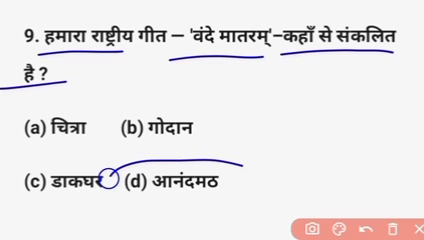 9. हमारा राष्ट्रीय गीत – 'वंदे मातरम्'–कहाँ से संकलित
है ?
(a) चित्रा (b) गोदान
(c) डाकघर (d) आनंदमठ